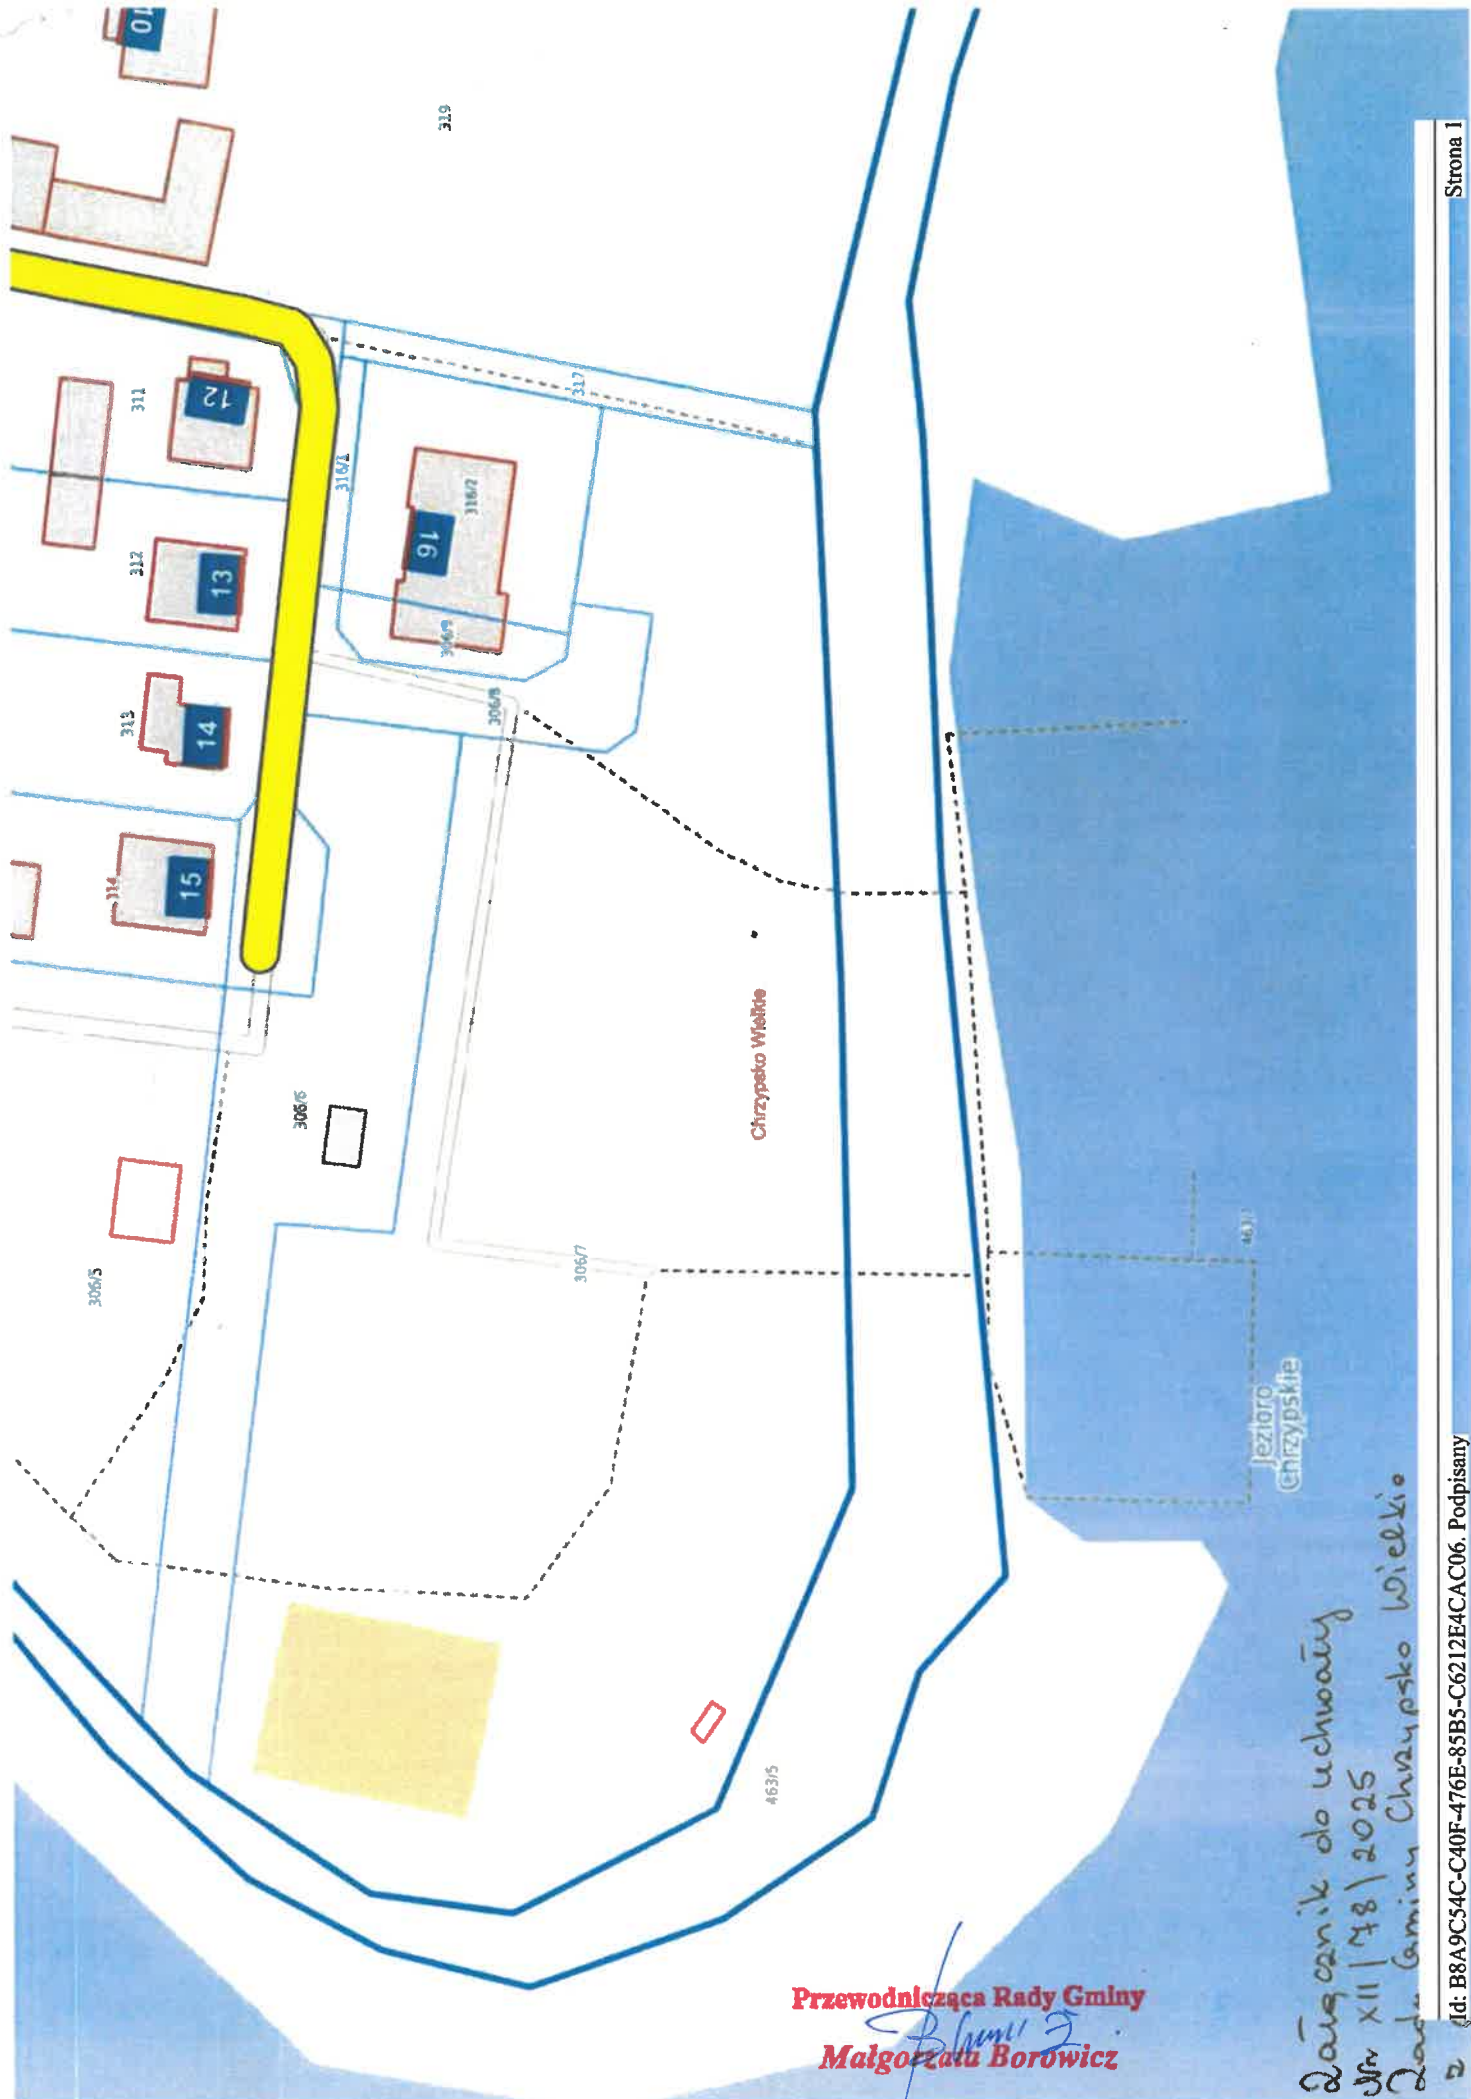 10
319
311
12
312
13
313
14
314
15
316/1
317
316/2
16
306/9
306/8
306/6
306/5
306/7
Chrzypsko Wielkie
463/5
463/1
Jezioro
Chrzypskie
Przewodnicząca Rady Gminy
Małgorzata Borowicz
Załącznik do uchwały
Nr XII/78/2025
Rady Gminy Chrzypsko Wielkie
z
Id: B8A9C54C-C40F-476E-85B5-C6212E4CAC06. Podpisany
Strona 1